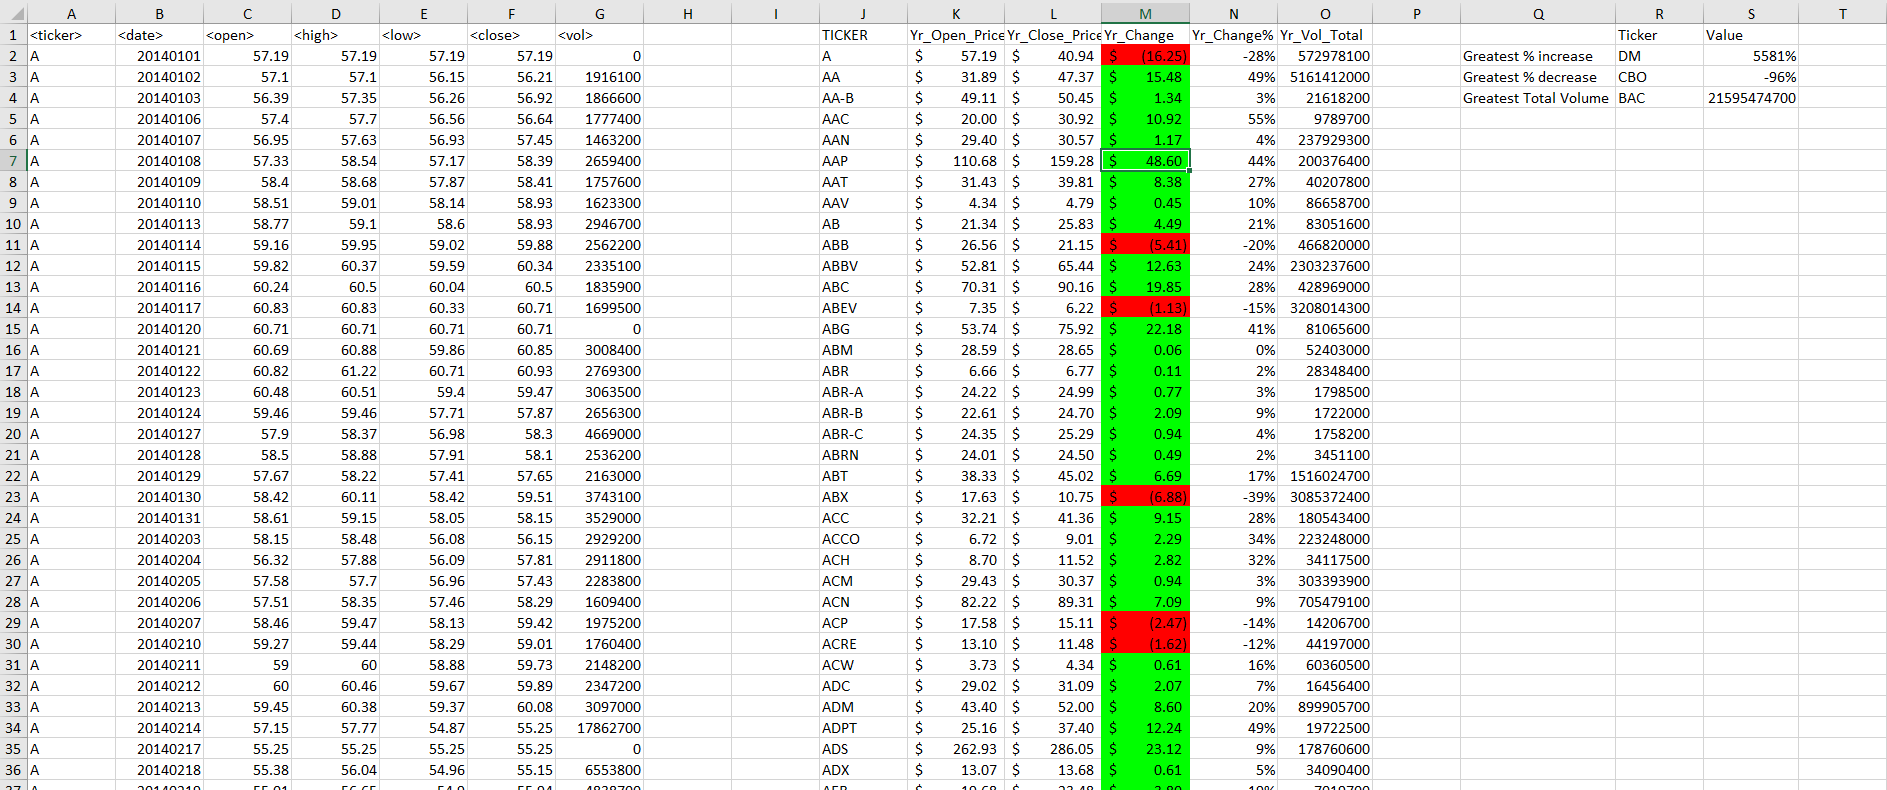 A B C D E F G H I J K L M N O P Q R S T
1 <ticker> <date> <open> <high> <low> <close> <vol> TICKER Yr_Open_Price Yr_Close_Price Yr_Change Yr_Change% Yr_Vol_Total Ticker Value
2 A 20140101 57.19 57.19 57.19 57.19 0 A $ 57.19 $ 40.94 $ (16.25) -28% 572978100 Greatest % increase DM 5581%
3 A 20140102 57.1 57.1 56.15 56.21 1916100 AA $ 31.89 $ 47.37 $ 15.48 49% 5161412000 Greatest % decrease CBO -96%
4 A 20140103 56.39 57.35 56.26 56.92 1866600 AA-B $ 49.11 $ 50.45 $ 1.34 3% 21618200 Greatest Total Volume BAC 21595474700
5 A 20140106 57.4 57.7 56.56 56.64 1777400 AAC $ 20.00 $ 30.92 $ 10.92 55% 9789700
6 A 20140107 56.95 57.63 56.93 57.45 1463200 AAN $ 29.40 $ 30.57 $ 1.17 4% 237929300
7 A 20140108 57.33 58.54 57.17 58.39 2659400 AAP $ 110.68 $ 159.28 $ 48.60 44% 200376400
8 A 20140109 58.4 58.68 57.87 58.41 1757600 AAT $ 31.43 $ 39.81 $ 8.38 27% 40207800
9 A 20140110 58.51 59.01 58.14 58.93 1623300 AAV $ 4.34 $ 4.79 $ 0.45 10% 86658700
10 A 20140113 58.77 59.1 58.6 58.93 2946700 AB $ 21.34 $ 25.83 $ 4.49 21% 83051600
11 A 20140114 59.16 59.95 59.02 59.88 2562200 ABB $ 26.56 $ 21.15 $ (5.41) -20% 466820000
12 A 20140115 59.82 60.37 59.59 60.34 2335100 ABBV $ 52.81 $ 65.44 $ 12.63 24% 2303237600
13 A 20140116 60.24 60.5 60.04 60.5 1835900 ABC $ 70.31 $ 90.16 $ 19.85 28% 428969000
14 A 20140117 60.83 60.83 60.33 60.71 1699500 ABEV $ 7.35 $ 6.22 $ (1.13) -15% 3208014300
15 A 20140120 60.71 60.71 60.71 60.71 0 ABG $ 53.74 $ 75.92 $ 22.18 41% 81065600
16 A 20140121 60.69 60.88 59.86 60.85 3008400 ABM $ 28.59 $ 28.65 $ 0.06 0% 52403000
17 A 20140122 60.82 61.22 60.71 60.93 2769300 ABR $ 6.66 $ 6.77 $ 0.11 2% 28348400
18 A 20140123 60.48 60.51 59.4 59.47 3063500 ABR-A $ 24.22 $ 24.99 $ 0.77 3% 1798500
19 A 20140124 59.46 59.46 57.71 57.87 2656300 ABR-B $ 22.61 $ 24.70 $ 2.09 9% 1722000
20 A 20140127 57.9 58.37 56.98 58.3 4669000 ABR-C $ 24.35 $ 25.29 $ 0.94 4% 1758200
21 A 20140128 58.5 58.88 57.91 58.1 2536200 ABRN $ 24.01 $ 24.50 $ 0.49 2% 3451100
22 A 20140129 57.67 58.22 57.41 57.65 2163000 ABT $ 38.33 $ 45.02 $ 6.69 17% 1516024700
23 A 20140130 58.42 60.11 58.42 59.51 3743100 ABX $ 17.63 $ 10.75 $ (6.88) -39% 3085372400
24 A 20140131 58.61 59.15 58.05 58.15 3529000 ACC $ 32.21 $ 41.36 $ 9.15 28% 180543400
25 A 20140203 58.15 58.48 56.08 56.15 2929200 ACCO $ 6.72 $ 9.01 $ 2.29 34% 223248000
26 A 20140204 56.32 57.88 56.09 57.81 2911800 ACH $ 8.70 $ 11.52 $ 2.82 32% 34117500
27 A 20140205 57.58 57.7 56.96 57.43 2283800 ACM $ 29.43 $ 30.37 $ 0.94 3% 303393900
28 A 20140206 57.51 58.35 57.46 58.29 1609400 ACN $ 82.22 $ 89.31 $ 7.09 9% 705479100
29 A 20140207 58.46 59.47 58.13 59.42 1975200 ACP $ 17.58 $ 15.11 $ (2.47) -14% 14206700
30 A 20140210 59.27 59.44 58.29 59.01 1760400 ACRE $ 13.10 $ 11.48 $ (1.62) -12% 44197000
31 A 20140211 59 60 58.88 59.73 2148200 ACW $ 3.73 $ 4.34 $ 0.61 16% 60360500
32 A 20140212 60 60.46 59.67 59.89 2347200 ADC $ 29.02 $ 31.09 $ 2.07 7% 16456400
33 A 20140213 59.45 60.38 59.37 60.08 3097000 ADM $ 43.40 $ 52.00 $ 8.60 20% 899905700
34 A 20140214 57.15 57.77 54.87 55.25 17862700 ADPT $ 25.16 $ 37.40 $ 12.24 49% 19722500
35 A 20140217 55.25 55.25 55.25 55.25 0 ADS $ 262.93 $ 286.05 $ 23.12 9% 178760600
36 A 20140218 55.38 56.04 54.96 55.15 6553800 ADX $ 13.07 $ 13.68 $ 0.61 5% 34090400